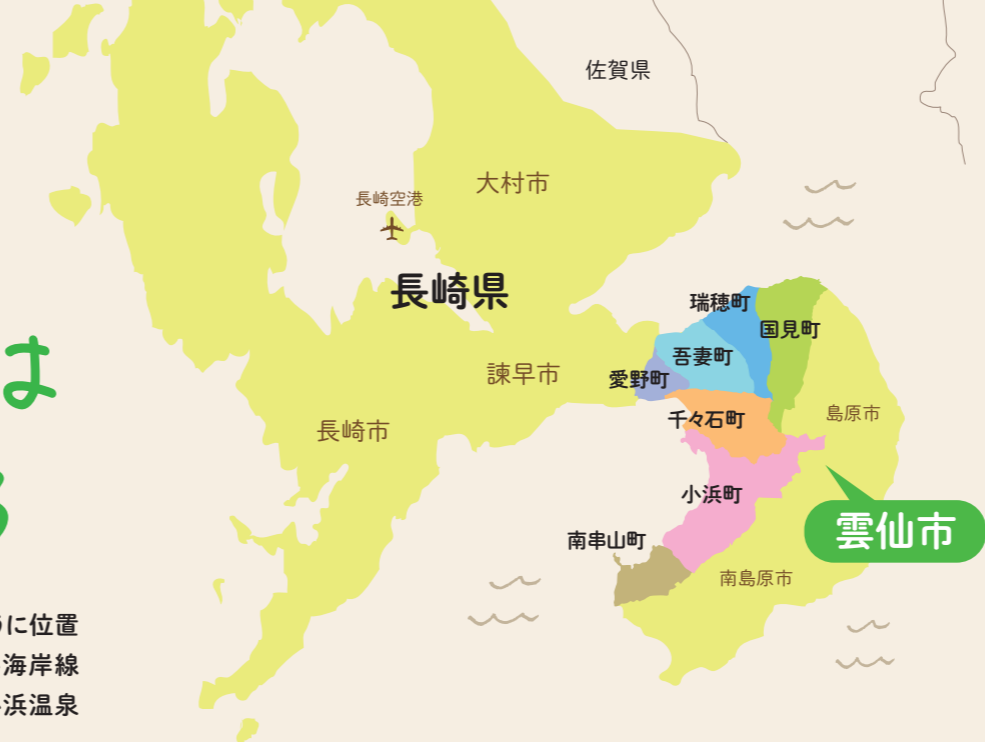 佐賀県
大村市
長崎空港
長崎県
瑞穂町
国見町
吾妻町
愛野町
諫早市
千々石町
島原市
長崎市
小浜町
雲仙市
南串山町
南島原市
は
に位置
海岸線
浜温泉